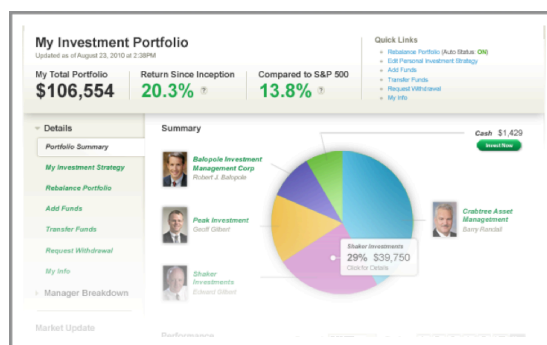 My Investment Portfolio
Updated as of August 23, 2010 at 2:38PM
My Total Portfolio
$106,554
Return Since Inception
20.3% ?
Compared to S&P 500
13.8% ?
Quick Links
Rebalance Portfolio (Auto Status: ON)
Edit Personal Investment Strategy
Add Funds
Transfer Funds
Request Withdrawal
My Info
Details
Portfolio Summary
My Investment Strategy
Rebalance Portfolio
Add Funds
Transfer Funds
Request Withdrawal
My Info
Manager Breakdown
Market Update
Summary
Cash $1,429
Invest Now
Balopole Investment
Management Corp
Robert J. Balopole
Peak Investment
Geoff Gilbert
Shaker
Investments
Edward Gilbert
Crabtree Asset
Management
Barry Randall
Shaker Investments
29% $39,750
Click for Details
Performance